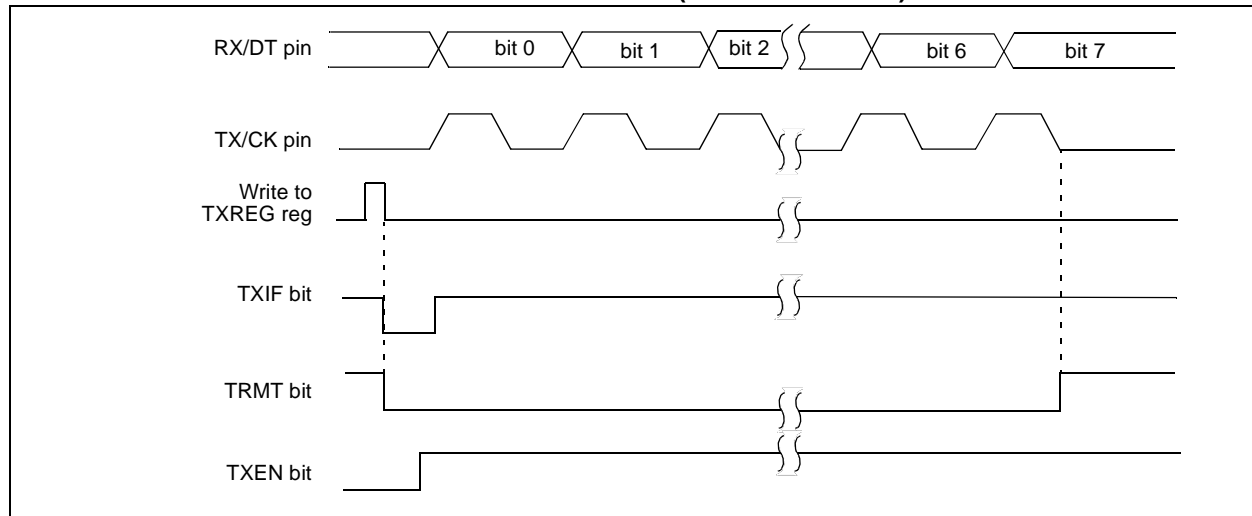 RX/DT pin
bit 0
bit 1
bit 2
bit 6
bit 7
TX/CK pin
Write to
TXREG reg
TXIF bit
TRMT bit
TXEN bit